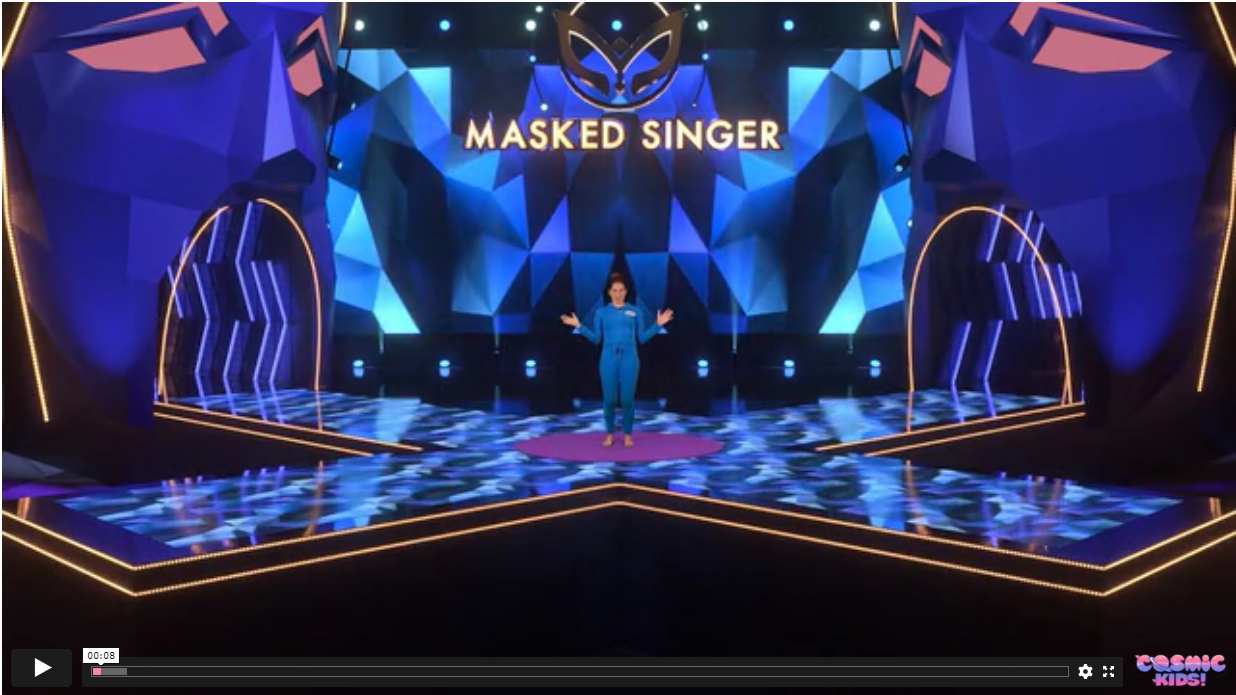 MASKED SINGER
00:08
COSMIC
KIDS!